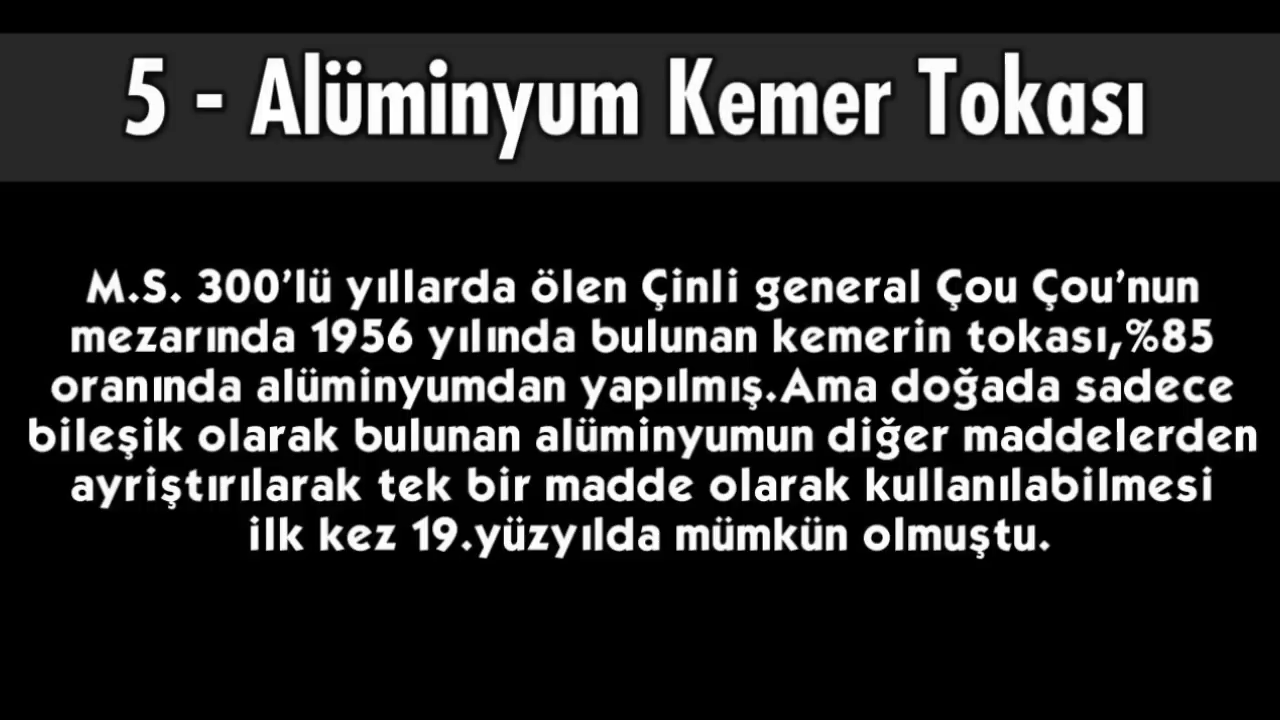 5 - Alüminyum Kemer Tokası
M.S. 300'lü yıllarda ölen Çinli general Çou Çou'nun
mezarında 1956 yılında bulunan kemerin tokası,%85
oranında alüminyumdan yapılmış.Ama doğada sadece
bileşik olarak bulunan alüminyumun diğer maddelerden
ayriştırılarak tek bir madde olarak kullanılabilmesi
ilk kez 19.yüzyılda mümkün olmuştu.